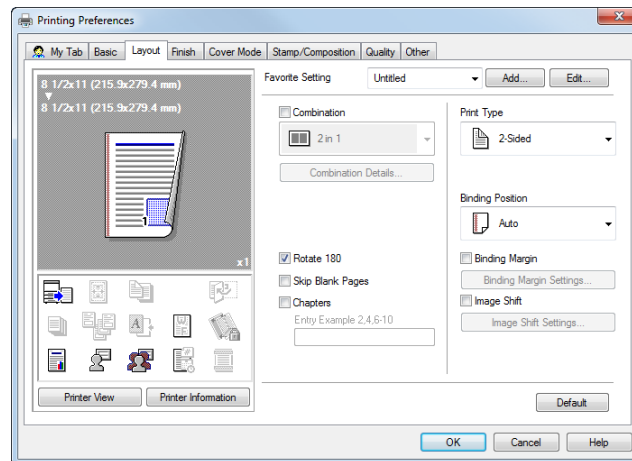 Printing Preferences
My Tab Basic Layout Finish Cover Mode Stamp/Composition Quality Other
8 1/2x11 (215.9x279.4 mm)
8 1/2x11 (215.9x279.4 mm)
1
x1
Printer View Printer Information
Favorite Setting Untitled Add... Edit...
Combination
2 in 1
Combination Details...
Rotate 180
Skip Blank Pages
Chapters
Entry Example 2,4,6-10
Print Type
2-Sided
Binding Position
Auto
Binding Margin
Binding Margin Settings...
Image Shift
Image Shift Settings...
Default
OK Cancel Help